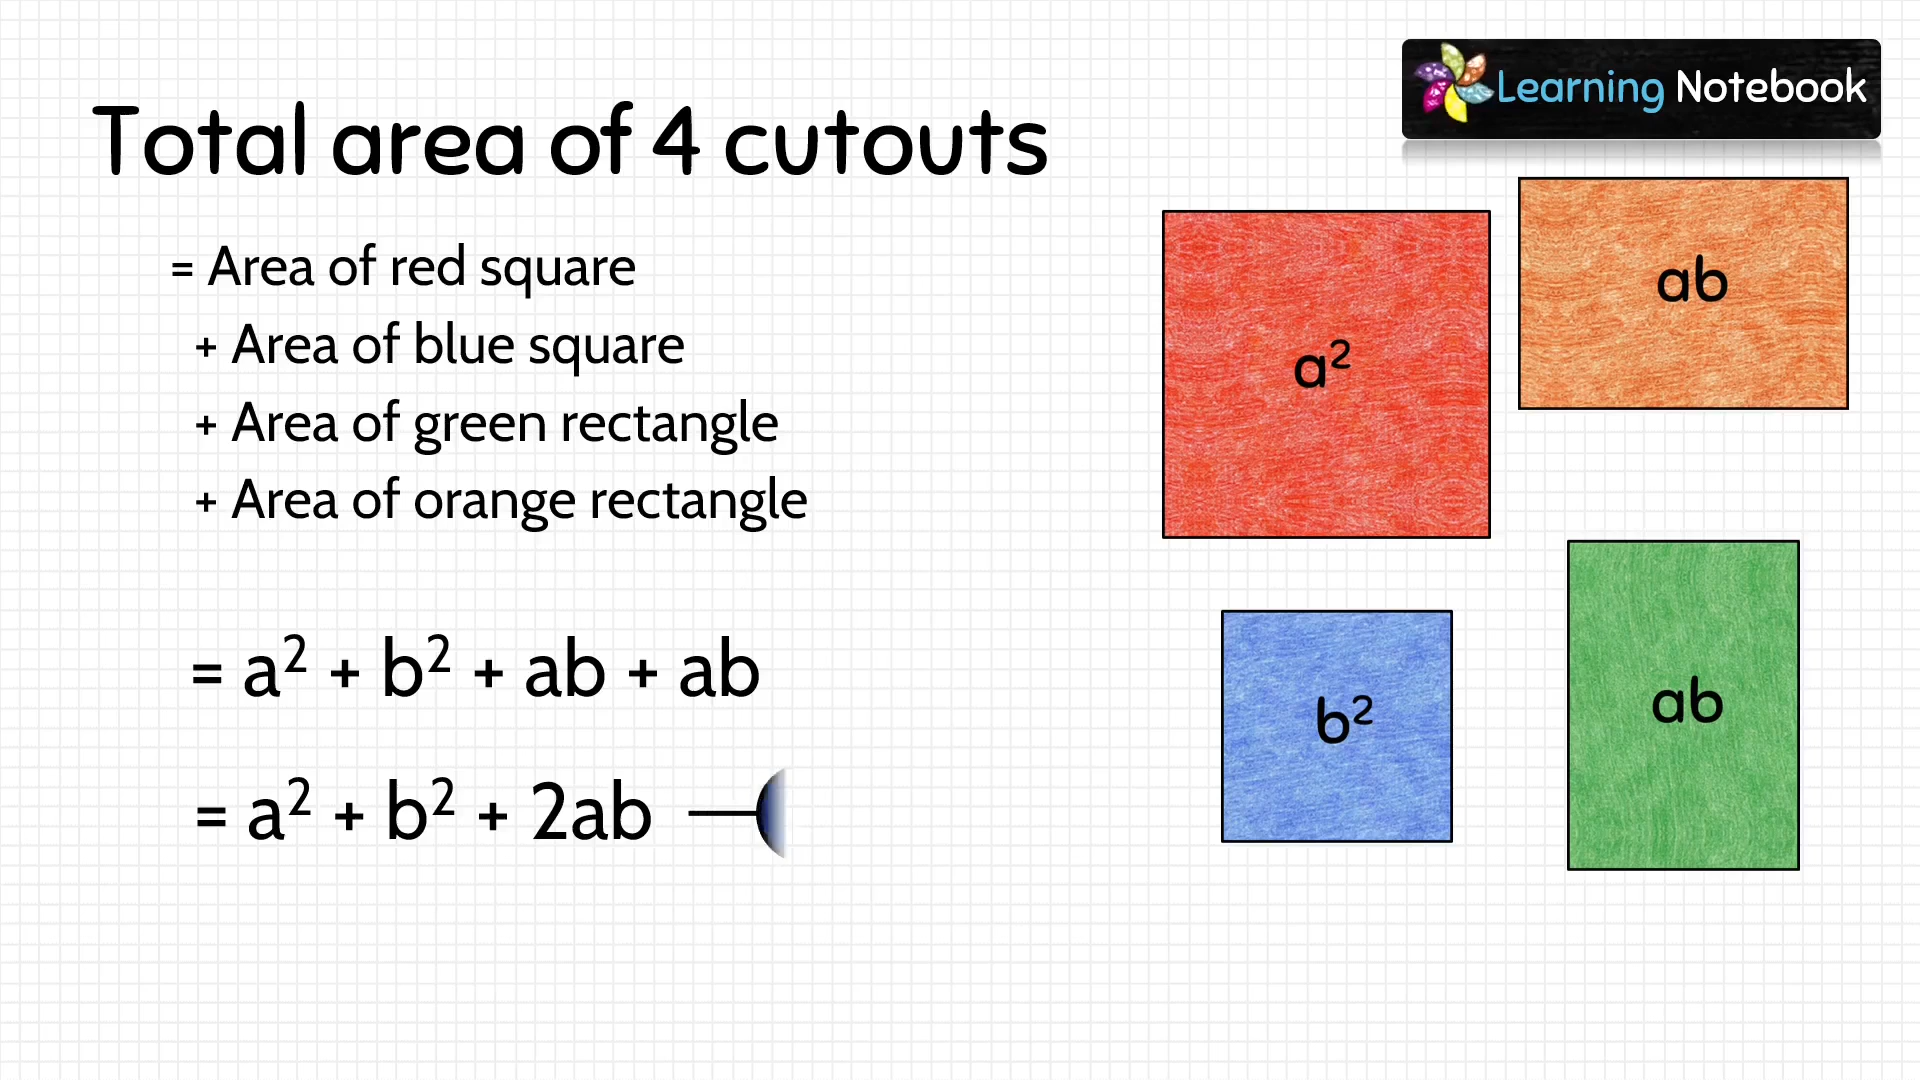 Learning Notebook
Total area of 4 cutouts
= Area of red square
+ Area of blue square
+ Area of green rectangle
+ Area of orange rectangle
= a² + b² + ab + ab
= a² + b² + 2ab
a²
ab
b²
ab